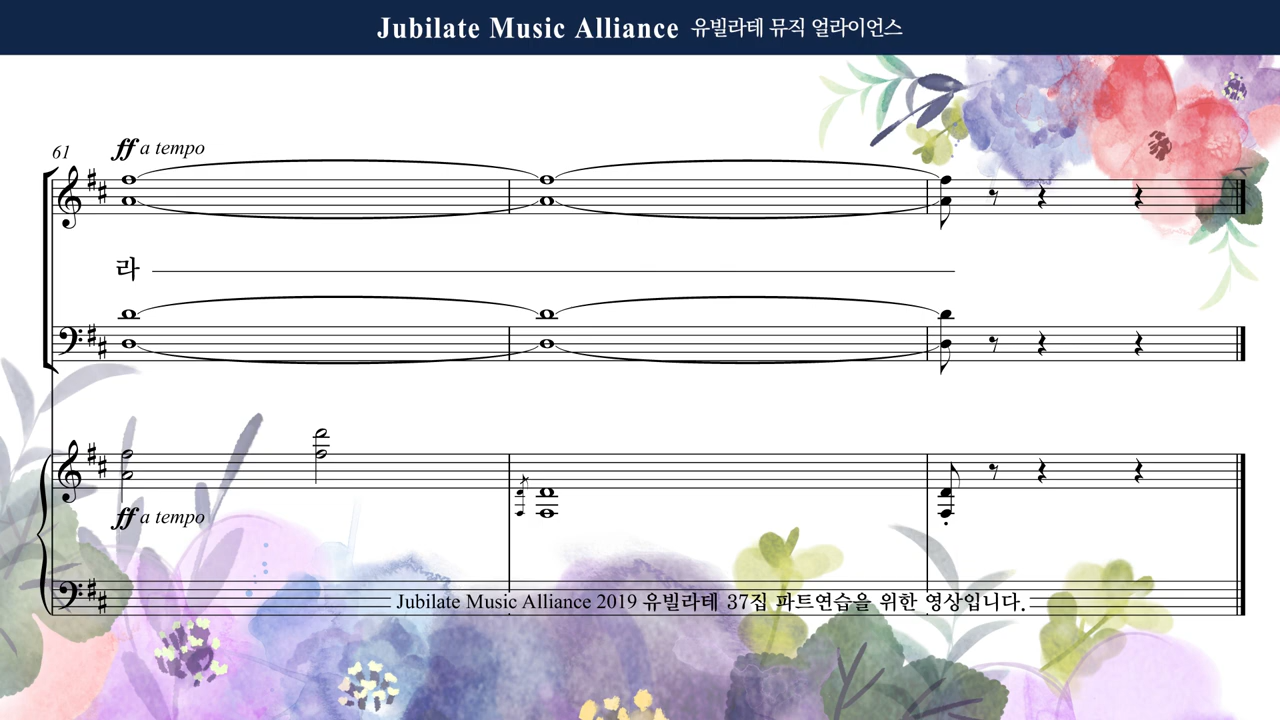 Jubilate Music Alliance 유빌라테 뮤직 얼라이언스
61
ff a tempo
라
ff a tempo
Jubilate Music Alliance 2019 유빌라테 37집 파트연습을 위한 영상입니다.